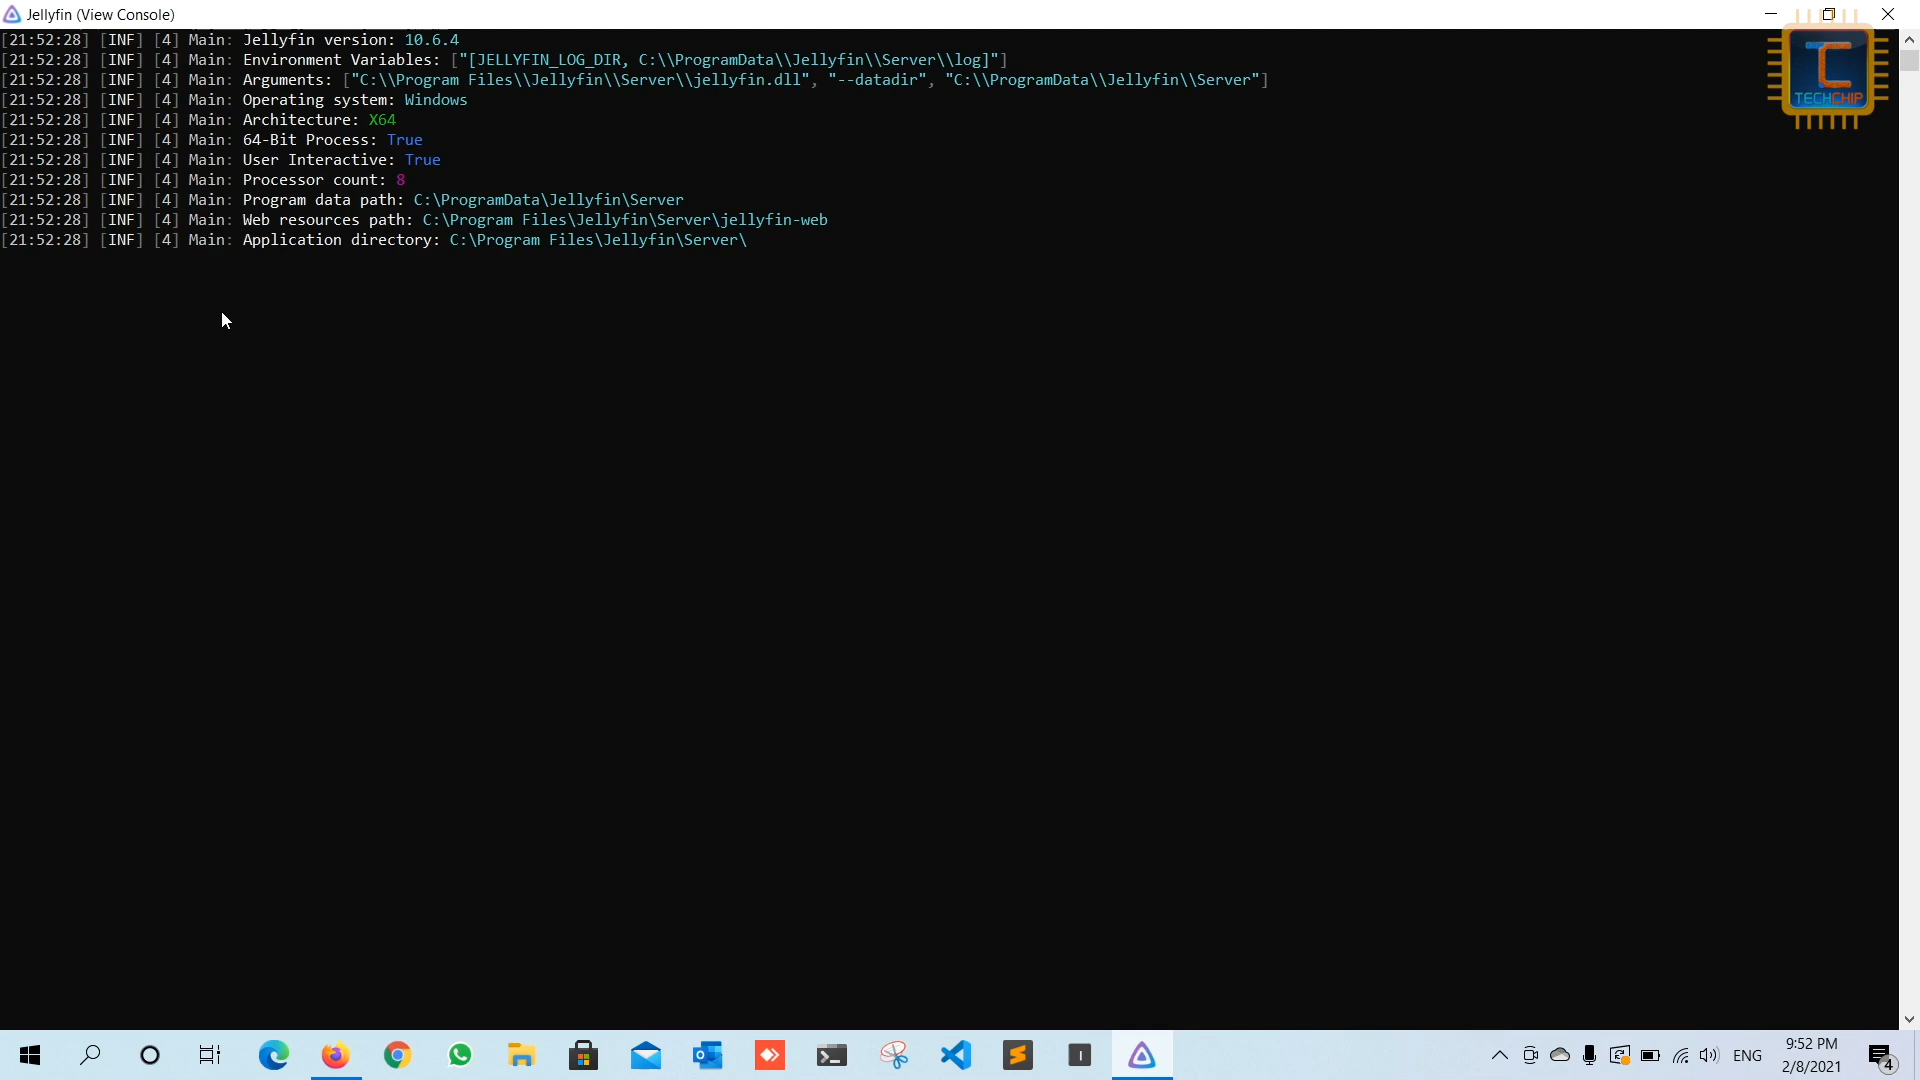 Jellyfin (View Console)
[21:52:28] [INF] [4] Main: Jellyfin version: 10.6.4
[21:52:28] [INF] [4] Main: Environment Variables: ["[JELLYFIN_LOG_DIR, C:\\ProgramData\\Jellyfin\\Server\\log]"]
[21:52:28] [INF] [4] Main: Arguments: ["C:\\Program Files\\Jellyfin\\Server\\jellyfin.dll", "--datadir", "C:\\ProgramData\\Jellyfin\\Server"]
[21:52:28] [INF] [4] Main: Operating system: Windows
[21:52:28] [INF] [4] Main: Architecture: X64
[21:52:28] [INF] [4] Main: 64-Bit Process: True
[21:52:28] [INF] [4] Main: User Interactive: True
[21:52:28] [INF] [4] Main: Processor count: 8
[21:52:28] [INF] [4] Main: Program data path: C:\ProgramData\Jellyfin\Server
[21:52:28] [INF] [4] Main: Web resources path: C:\Program Files\Jellyfin\Server\jellyfin-web
[21:52:28] [INF] [4] Main: Application directory: C:\Program Files\Jellyfin\Server\
TECHCHIP
ENG
9:52 PM
2/8/2021
4